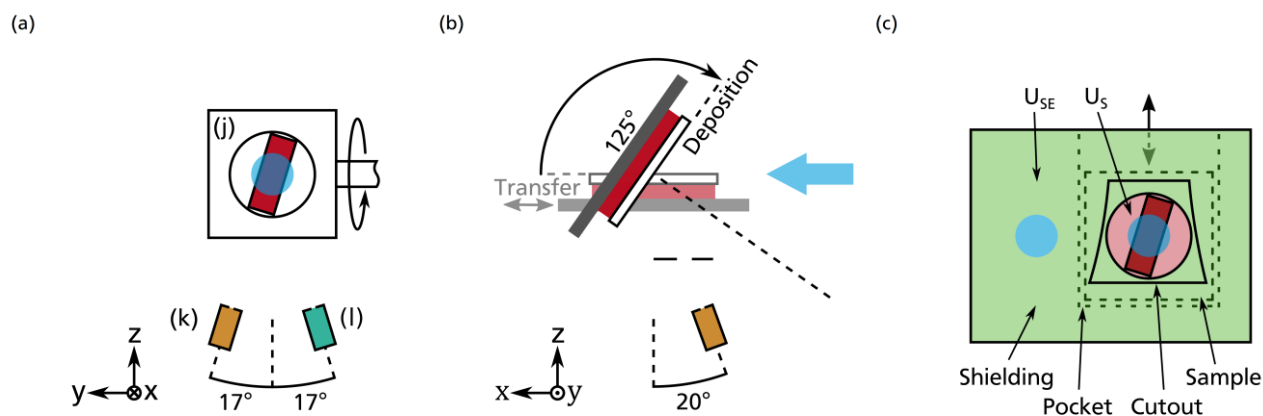 (a)
(j)
(k)
(l)
z
y
x
17°
17°
(b)
125°
Deposition
Transfer
z
x
y
20°
(c)
U_SE
U_S
Shielding
Pocket
Cutout
Sample